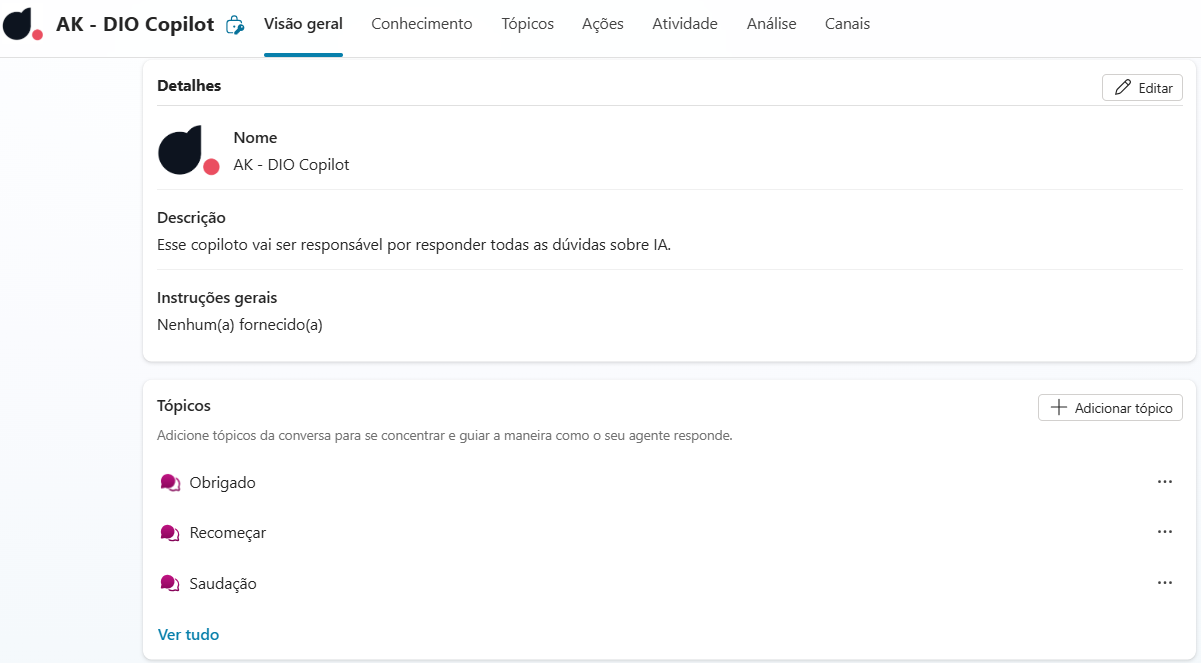 AK - DIO Copilot
Visão geral
Conhecimento
Tópicos
Ações
Atividade
Análise
Canais
Detalhes
Editar
Nome
AK - DIO Copilot
Descrição
Esse copiloto vai ser responsável por responder todas as dúvidas sobre IA.
Instruções gerais
Nenhum(a) fornecido(a)
Tópicos
Adicionar tópico
Adicione tópicos da conversa para se concentrar e guiar a maneira como o seu agente responde.
Obrigado
Recomeçar
Saudação
Ver tudo